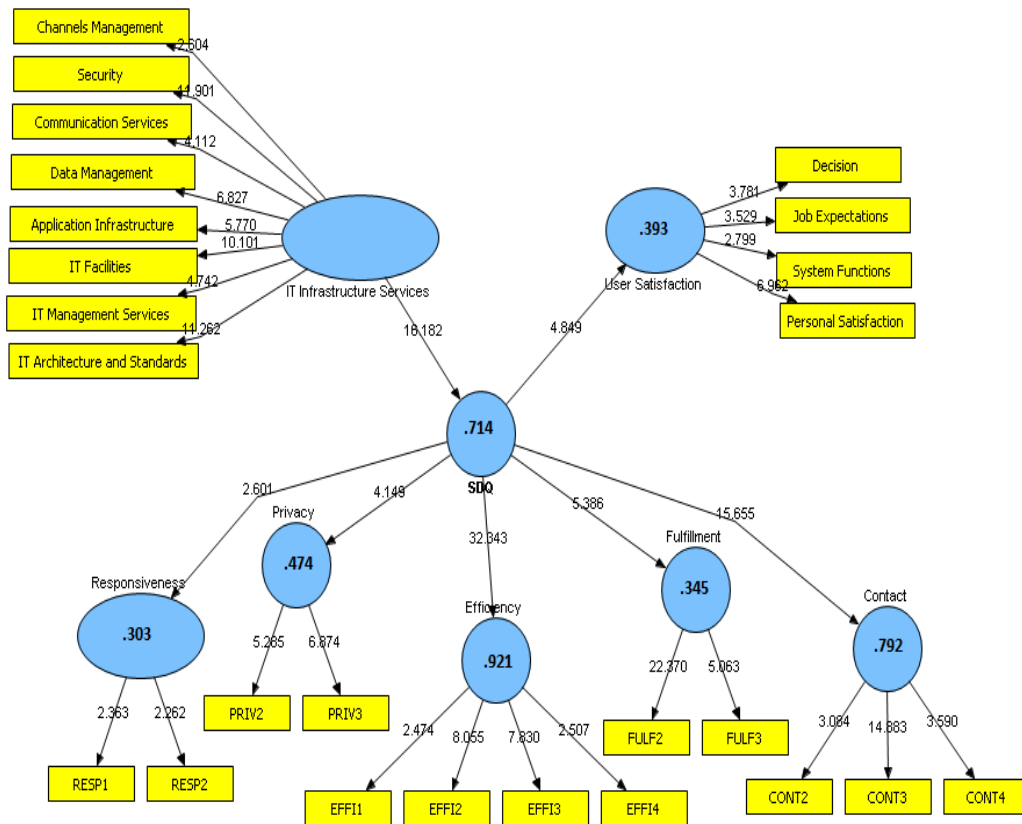 Channels Management
2.604
Security
11.901
Communication Services
4.112
Data Management
6.827
Application Infrastructure
5.770
10.101
IT Facilities
4.742
IT Management Services
11.262
IT Architecture and Standards
IT Infrastructure Services
16.182
Decision
3.781
Job Expectations
3.529
2.799
System Functions
6.962
Personal Satisfaction
.393
User Satisfaction
4.849
.714
SDQ
2.601
4.149
32.343
5.386
15.655
Privacy
.474
Responsiveness
.303
Efficiency
.921
Fulfillment
.345
Contact
.792
5.285
6.874
PRIV2
PRIV3
2.363
2.262
RESP1
RESP2
2.474
8.055
7.830
2.507
EFFI1
EFFI2
EFFI3
EFFI4
22.370
5.063
FULF2
FULF3
3.084
14.883
3.590
CONT2
CONT3
CONT4